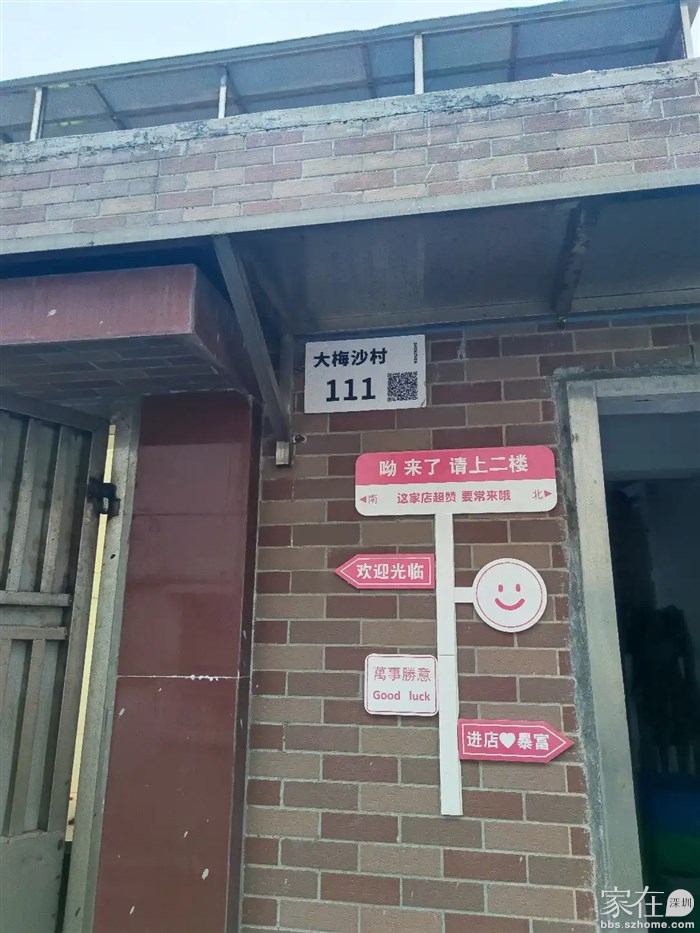 大梅沙村
111
呦 来了 请上二楼
◀南 这家店超赞 要常来哦 北▶
欢迎光临
萬事勝意
Good luck
进店❤暴富
家在深圳
bbs.szhome.com